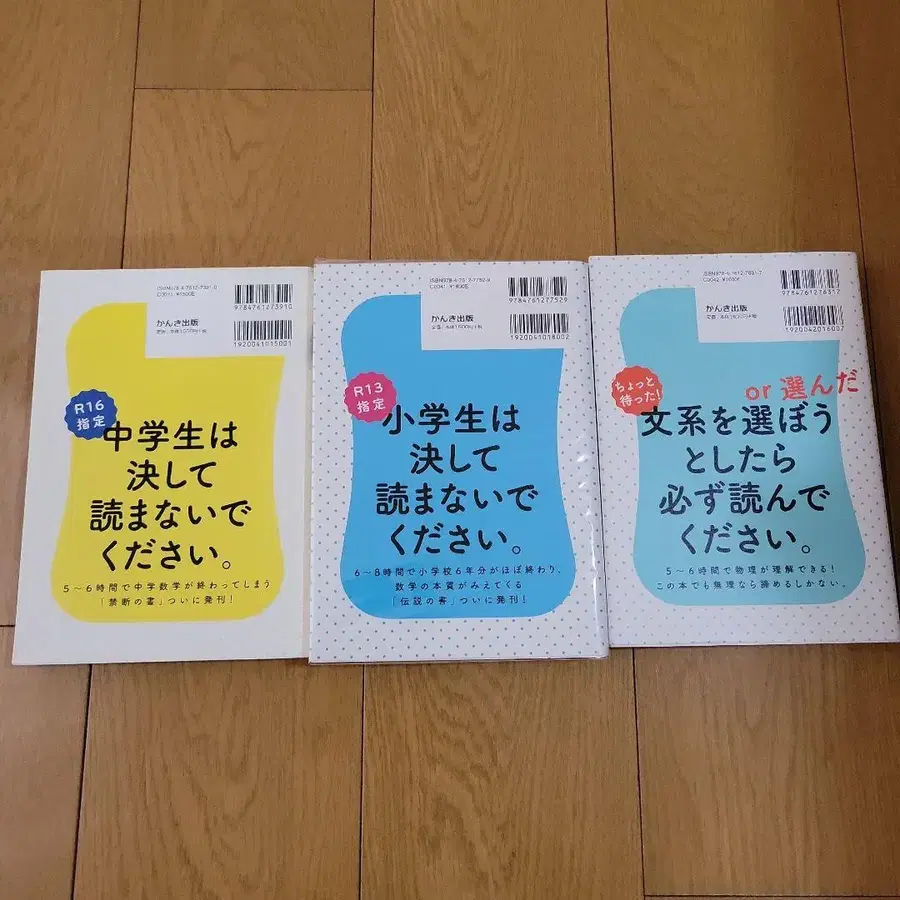 9784761273910
かんき出版
1920041015001
R16
指定
中学生は
決して
読まないで
ください。
5〜6時間で中学数学が終わってしまう
「禁断の書」ついに発刊!
9784761277529
かんき出版
1920041018002
R13
指定
小学生は
決して
読まないで
ください。
6〜8時間で小学校6年分がほぼ終わり、
数学の本質がみえてくる
「伝説の書」ついに発刊!
かんき出版
1920042016007
ちょっと
待った!
or 選んだ
文系を選ぼう
としたら
必ず読んで
ください。
5〜6時間で物理が理解できる!
この本でも無理なら諦めるしかない。